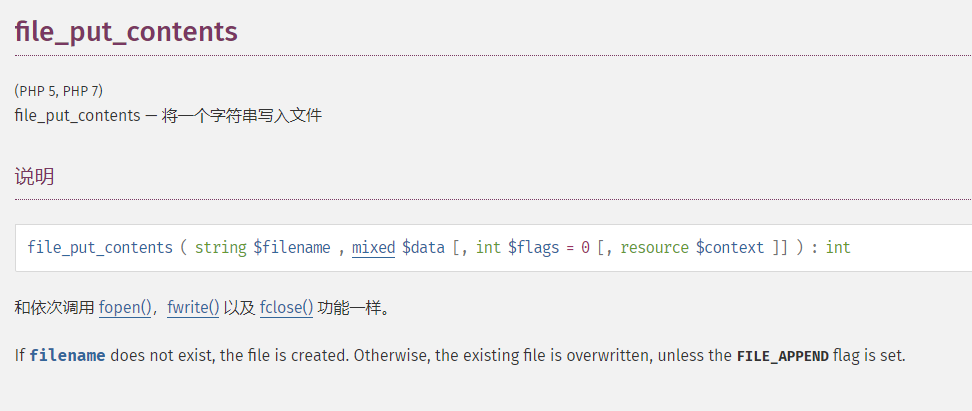 file_put_contents
(PHP 5, PHP 7)
file_put_contents — 将一个字符串写入文件
说明
file_put_contents ( string $filename , mixed $data [, int $flags = 0 [, resource $context ]] ) : int
和依次调用 fopen()，fwrite() 以及 fclose() 功能一样。
If filename does not exist, the file is created. Otherwise, the existing file is overwritten, unless the FILE_APPEND flag is set.